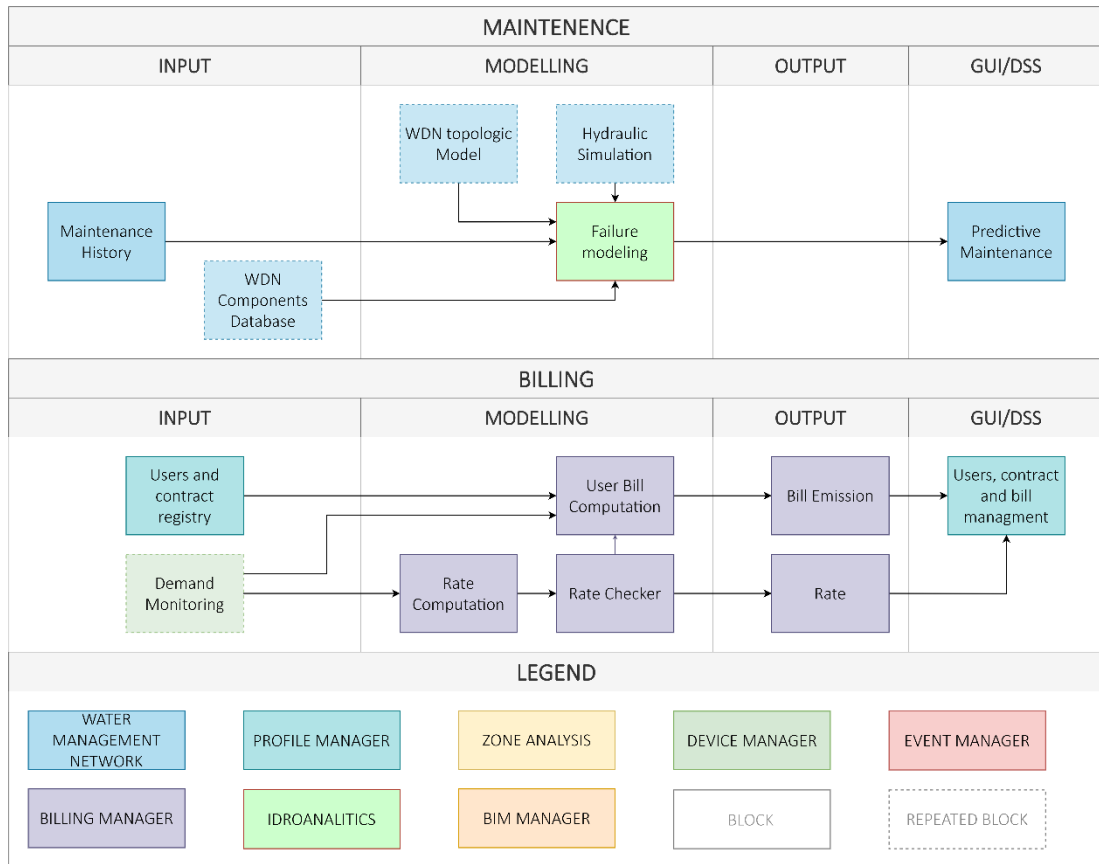 MAINTENENCE
INPUT
MODELLING
OUTPUT
GUI/DSS
WDN topologic
Model
Hydraulic
Simulation
Maintenance
History
Failure
modeling
Predictive
Maintenance
WDN
Components
Database
BILLING
INPUT
MODELLING
OUTPUT
GUI/DSS
Users and
contract
registry
User Bill
Computation
Bill Emission
Users, contract
and bill
managment
Demand
Monitoring
Rate
Computation
Rate Checker
Rate
LEGEND
WATER
MANAGEMENT
NETWORK
PROFILE MANAGER
ZONE ANALYSIS
DEVICE MANAGER
EVENT MANAGER
BILLING MANAGER
IDROANALITICS
BIM MANAGER
BLOCK
REPEATED BLOCK